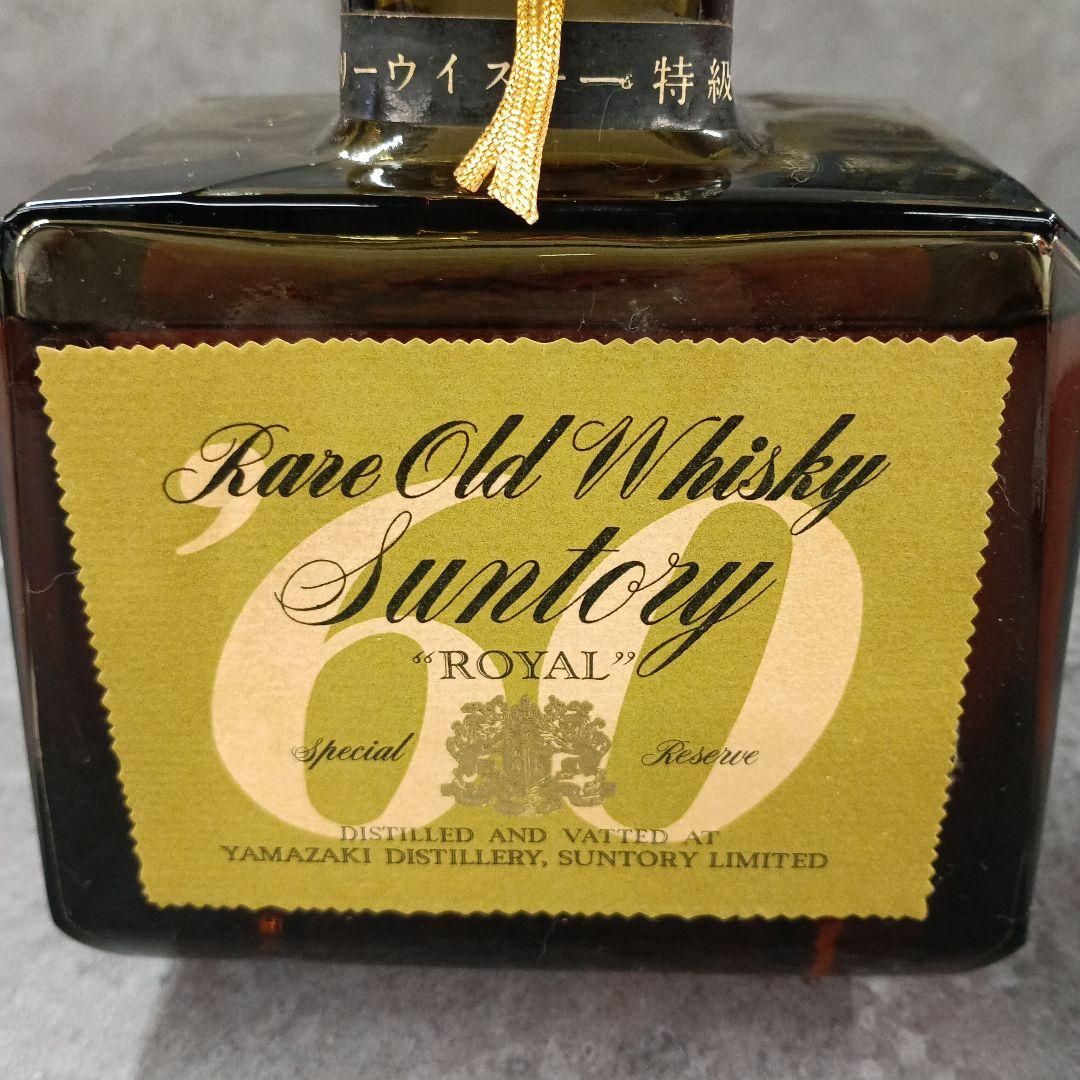 リーウイスキー 特級
Rare Old Whisky
'60
Suntory
“ROYAL”
Special Reserve
DISTILLED AND VATTED AT
YAMAZAKI DISTILLERY, SUNTORY LIMITED